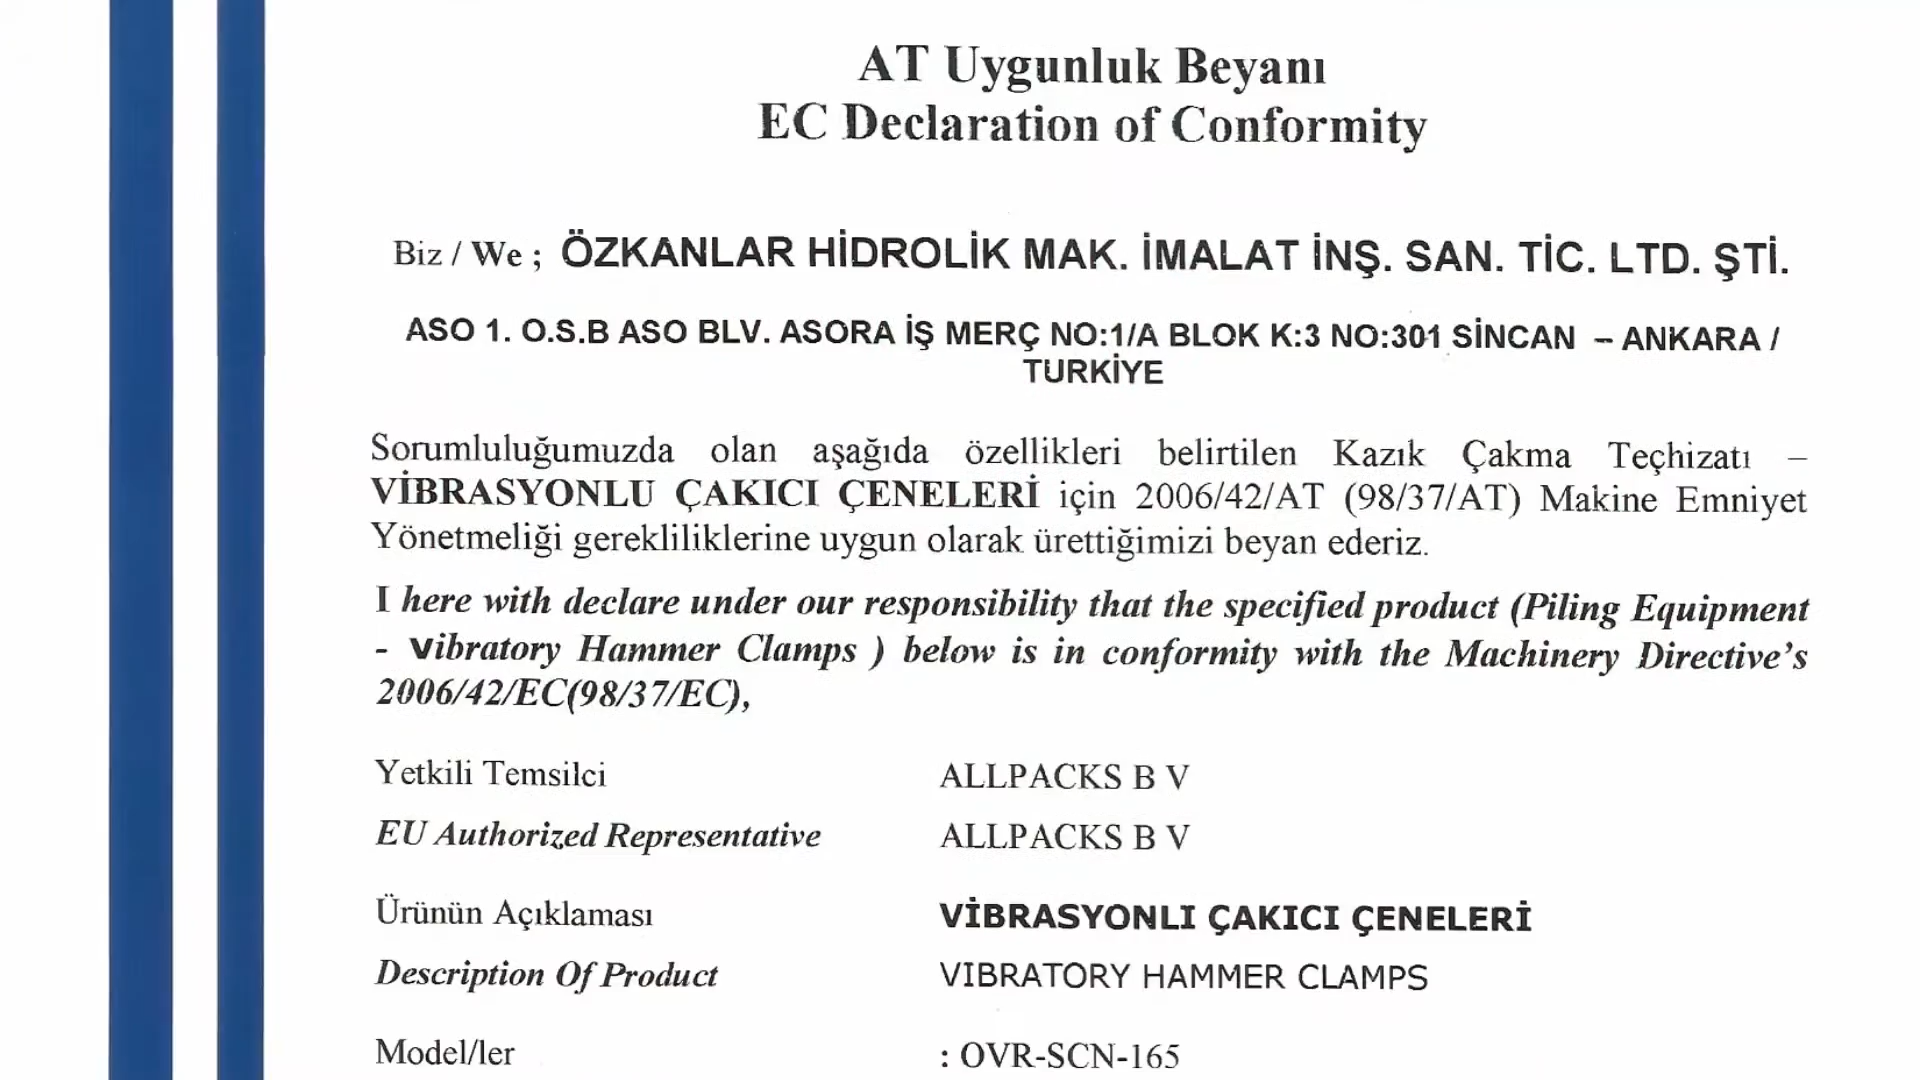 AT Uygunluk Beyanı
EC Declaration of Conformity
Biz / We ; ÖZKANLAR HİDROLİK MAK. İMALAT İNŞ. SAN. TİC. LTD. ŞTİ.
ASO 1. O.S.B ASO BLV. ASORA İŞ MERÇ NO:1/A BLOK K:3 NO:301 SİNCAN – ANKARA /
TURKİYE
Sorumluluğumuzda olan aşağıda özellikleri belirtilen Kazık Çakma Teçhizatı –
VİBRASYONLU ÇAKICI ÇENELERİ için 2006/42/AT (98/37/AT) Makine Emniyet
Yönetmeliği gerekliliklerine uygun olarak ürettiğimizi beyan ederiz.
I here with declare under our responsibility that the specified product (Piling Equipment
- Vibratory Hammer Clamps ) below is in conformity with the Machinery Directive's
2006/42/EC(98/37/EC),
Yetkili Temsilci ALLPACKS B V
EU Authorized Representative ALLPACKS B V
Ürünün Açıklaması VİBRASYONLI ÇAKICI ÇENELERİ
Description Of Product VIBRATORY HAMMER CLAMPS
Model/ler : OVR-SCN-165